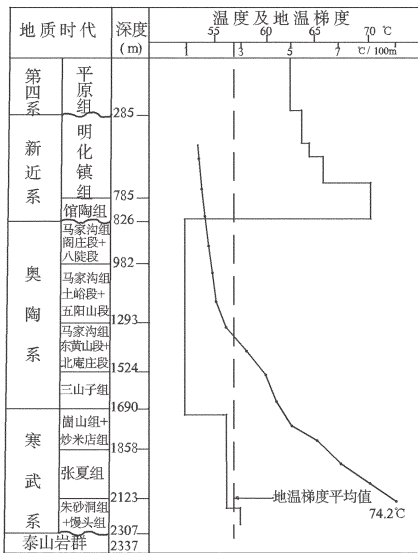 地质时代
深度
(m)
温度及地温梯度
55
60
65
70
℃
1
3
5
7
℃/100m
第四系
平原组
285
新近系
明化镇组
785
馆陶组
826
奥陶系
马家沟组
阁庄段+
八陡段
982
马家沟组
土峪段+
五阳山段
1293
马家沟组
东黄山段+
北庵庄段
1524
三山子组
1690
寒武系
崮山组+
炒米店组
1858
张夏组
2123
朱砂洞组
+馒头组
2307
泰山岩群
2337
地温梯度平均值
74.2℃